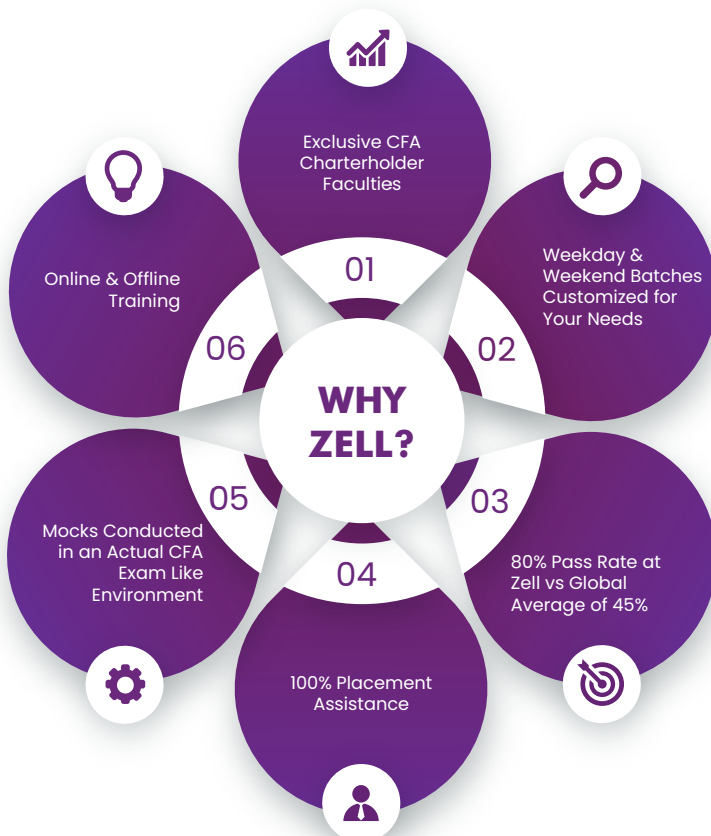 WHY
ZELL?
01
Exclusive CFA
Charterholder
Faculties
02
Weekday &
Weekend Batches
Customized for
Your Needs
03
80% Pass Rate at
Zell vs Global
Average of 45%
04
100% Placement
Assistance
05
Mocks Conducted
in an Actual CFA
Exam Like
Environment
06
Online & Offline
Training